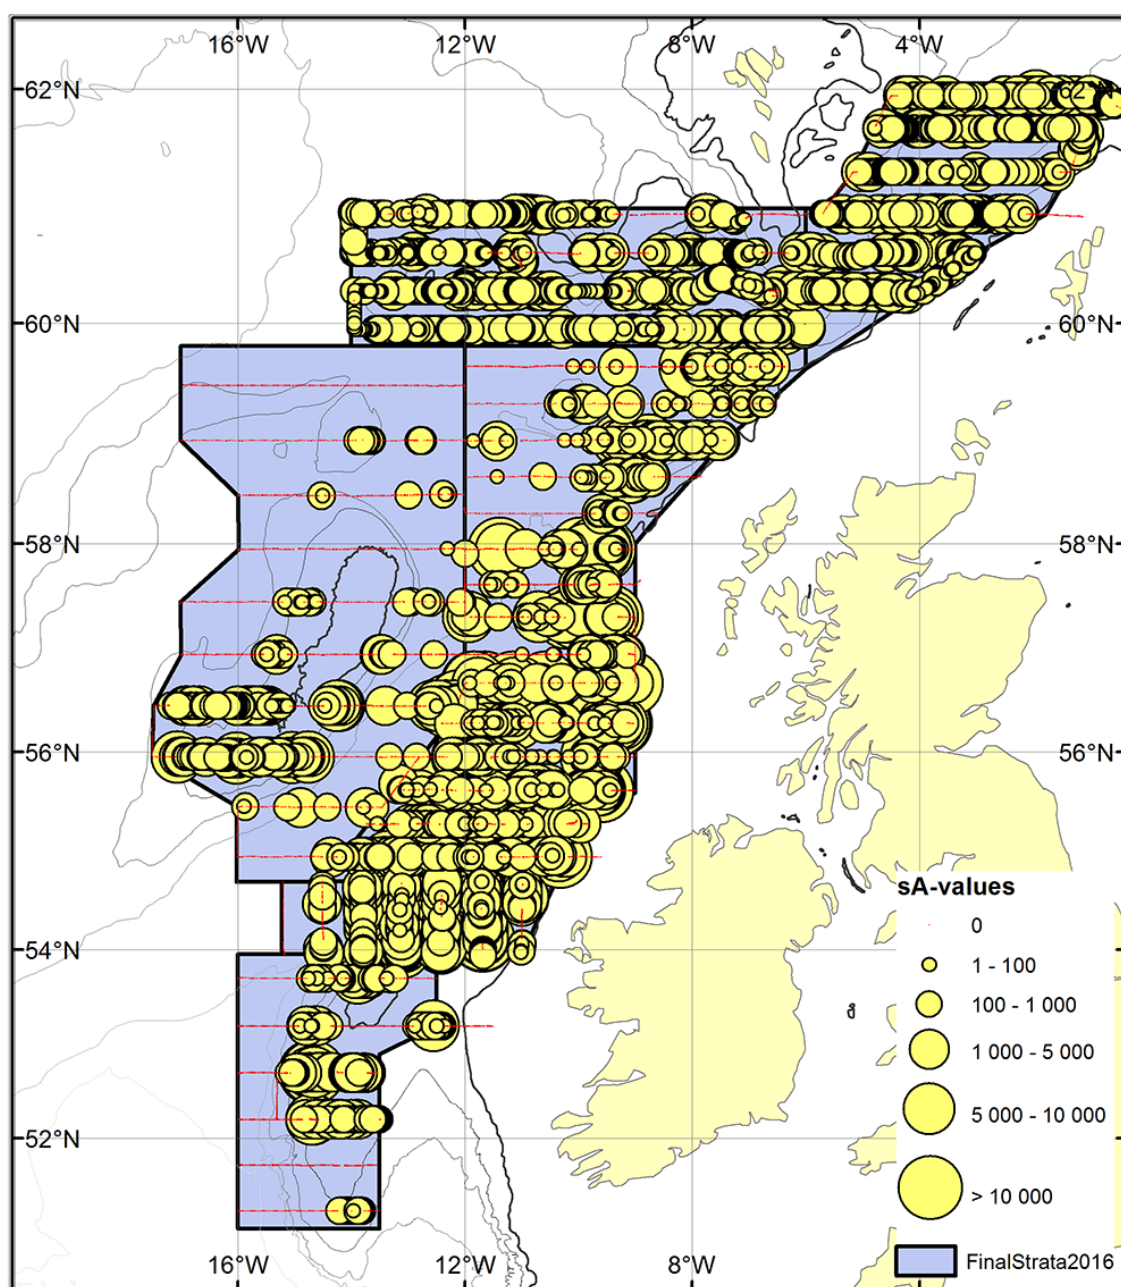 16°W 12°W 8°W 4°W
62°N 62°N
60°N 60°N
58°N 58°N
56°N 56°N
sA-values
0
54°N
1 - 100
100 - 1 000
1 000 - 5 000
5 000 - 10 000
52°N
> 10 000
FinalStrata2016
16°W 12°W 8°W